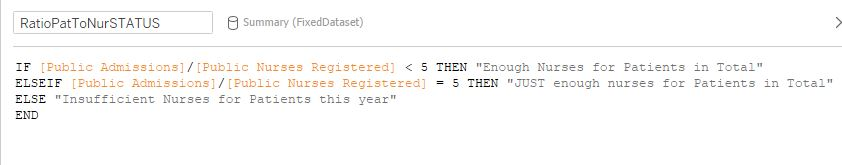 RatioPatToNurSTATUS
Summary (FixedDataset)
IF [Public Admissions]/[Public Nurses Registered] < 5 THEN "Enough Nurses for Patients in Total"
ELSEIF [Public Admissions]/[Public Nurses Registered] = 5 THEN "JUST enough nurses for Patients in Total"
ELSE "Insufficient Nurses for Patients this year"
END